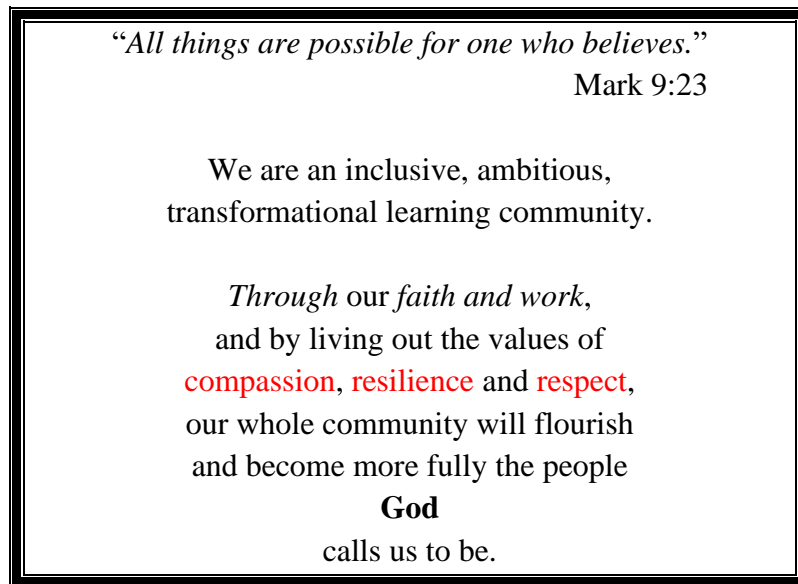 “All things are possible for one who believes.”
Mark 9:23
We are an inclusive, ambitious,
transformational learning community.
Through our faith and work,
and by living out the values of
compassion, resilience and respect,
our whole community will flourish
and become more fully the people
God
calls us to be.